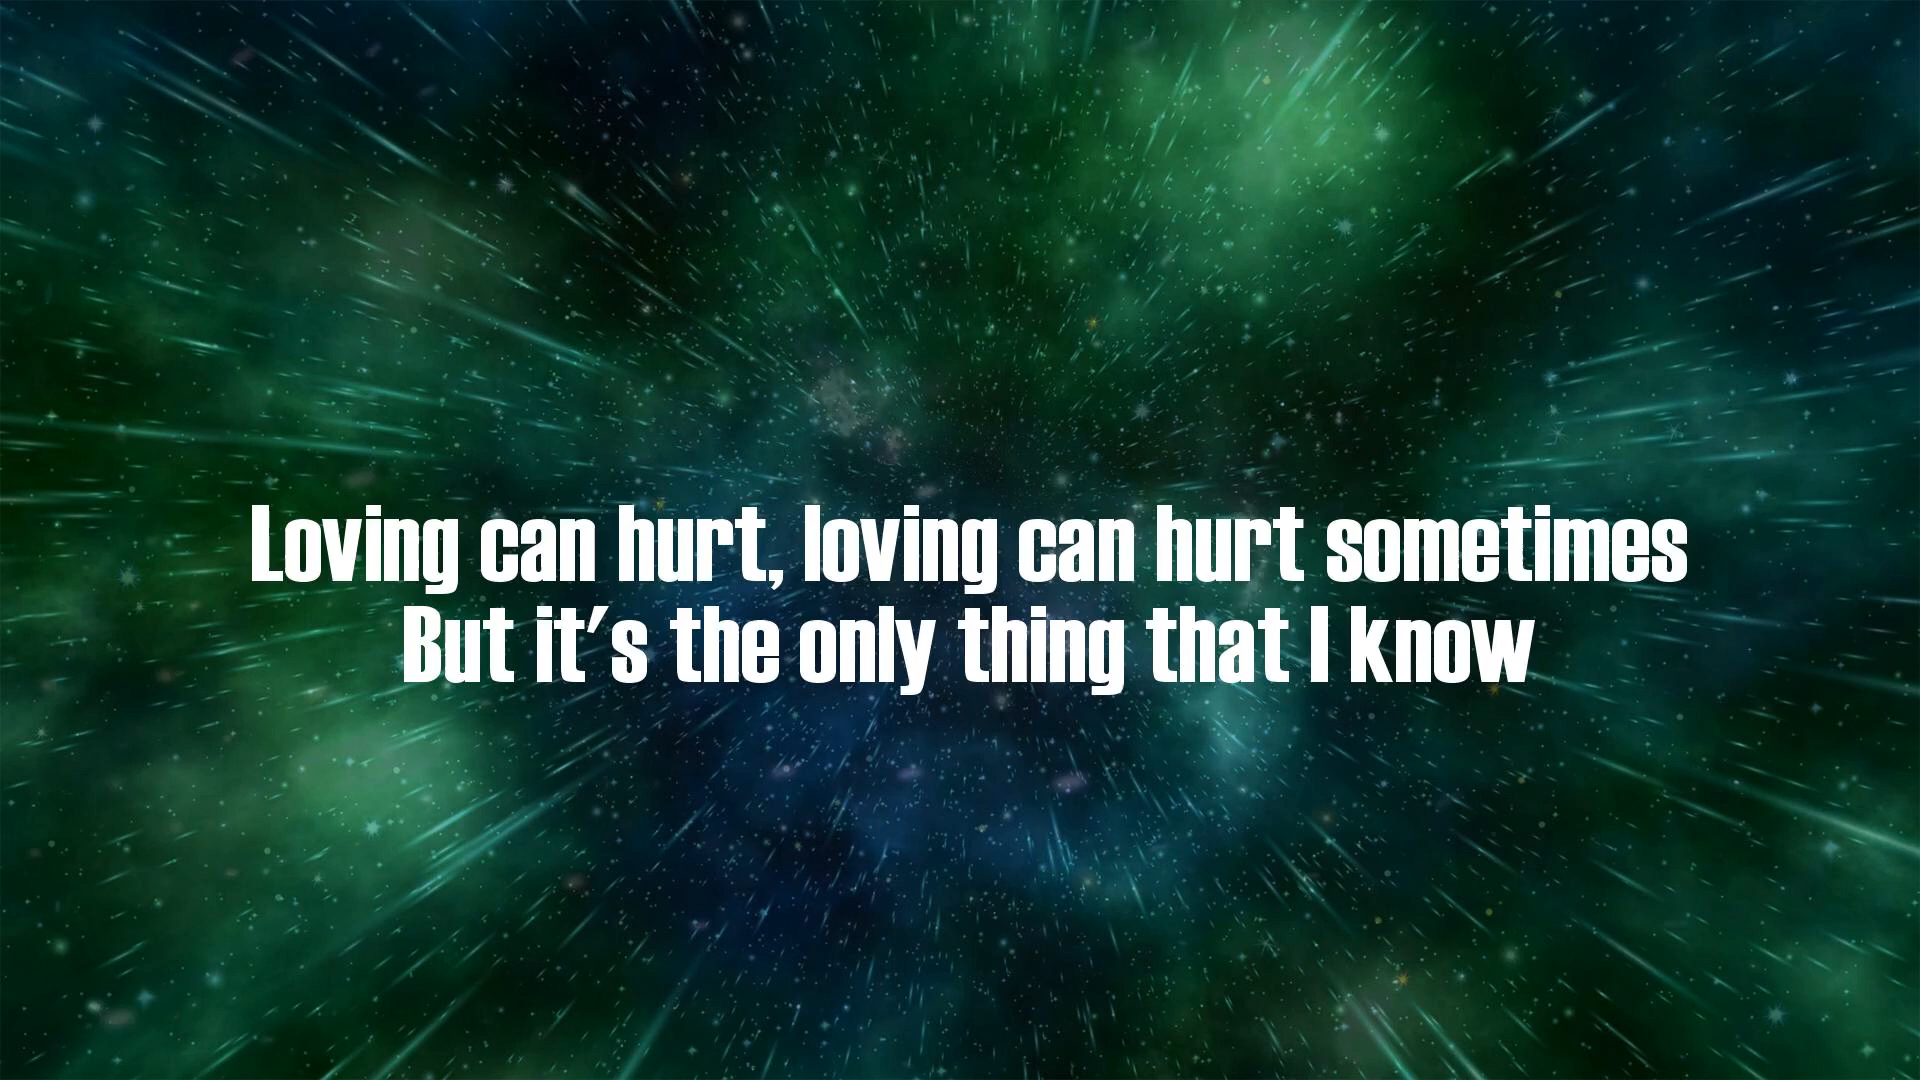 Loving can hurt, loving can hurt sometimes
But it's the only thing that I know